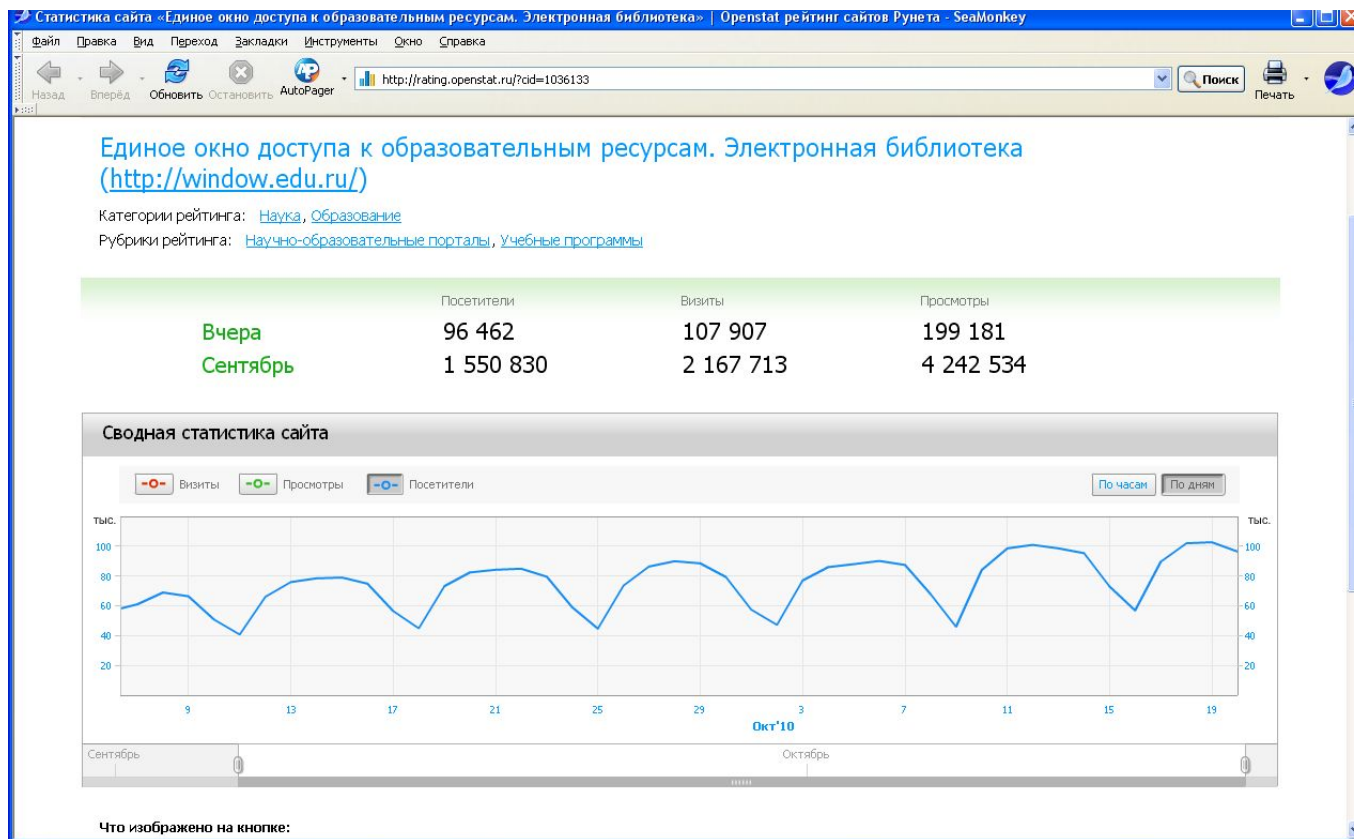 Статистика сайта «Единое окно доступа к образовательным ресурсам. Электронная библиотека» | Openstat рейтинг сайтов Рунета - SeaMonkey
Файл Правка Вид Переход Закладки Инструменты Окно Справка
Назад Вперёд Обновить Остановить AutoPager http://rating.openstat.ru/?cid=1036133 Поиск Печать
Единое окно доступа к образовательным ресурсам. Электронная библиотека
(http://window.edu.ru/)
Категории рейтинга: Наука, Образование
Рубрики рейтинга: Научно-образовательные порталы, Учебные программы
Посетители Визиты Просмотры
Вчера 96 462 107 907 199 181
Сентябрь 1 550 830 2 167 713 4 242 534
Сводная статистика сайта
Визиты Просмотры Посетители По часам По дням
тыс. тыс.
100 100
80 80
60 60
40 40
20 20
9 13 17 21 25 29 3 7 11 15 19
Окт'10
Сентябрь Октябрь
Что изображено на кнопке: